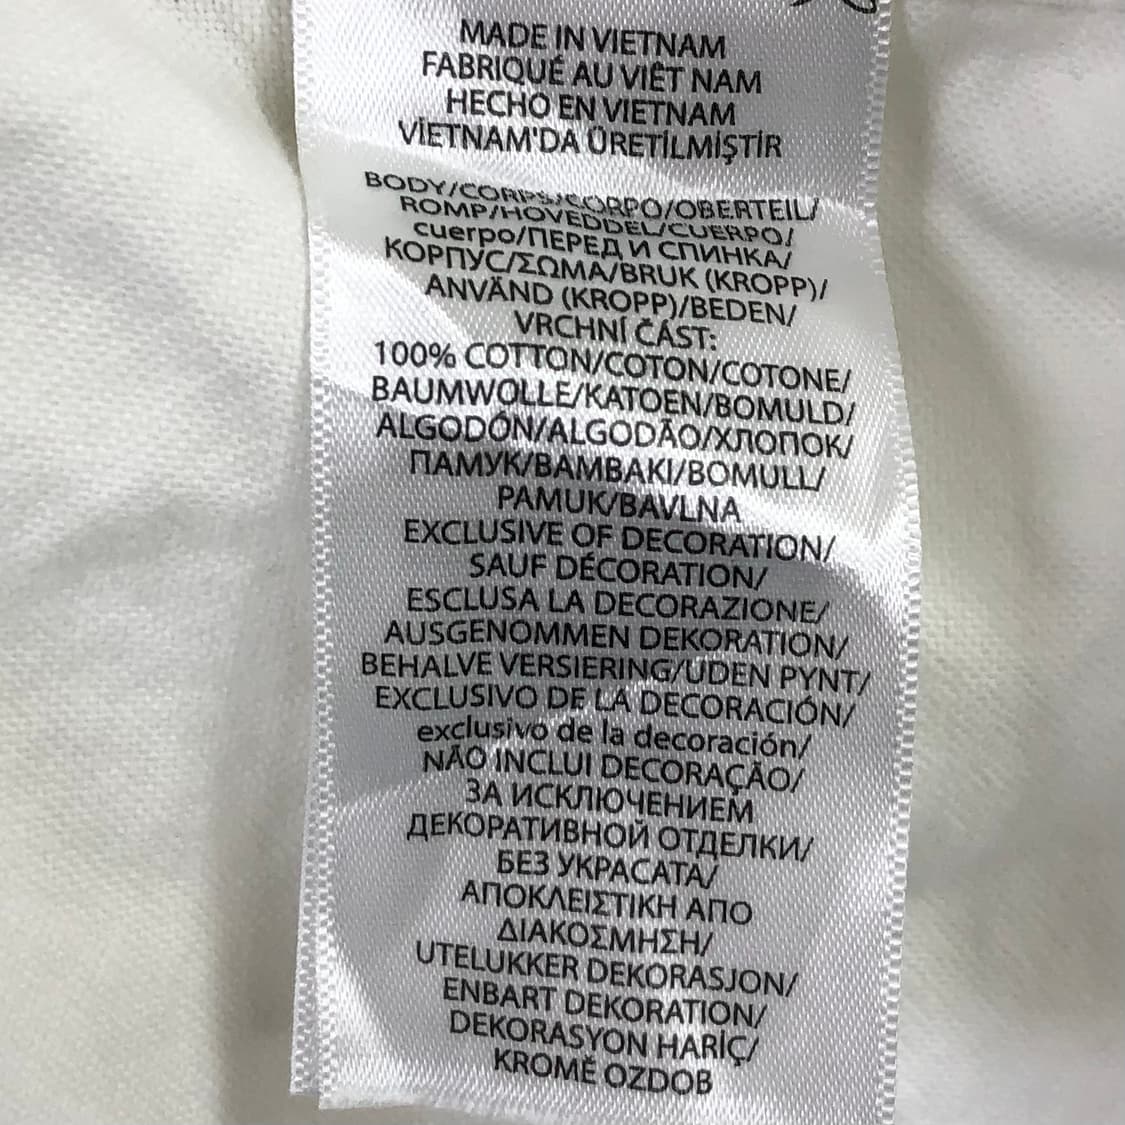 MADE IN VIETNAM
FABRIQUÉ AU VIÊT NAM
HECHO EN VIETNAM
VİETNAM'DA ÜRETİLMİŞTİR
BODY/CORPS/CORPO/OBERTEIL/
ROMP/HOVEDDEL/CUERPO/
cuerpo/ПЕРЕД И СПИНКА/
КОРПУС/ΣΩΜΑ/BRUK (KROPP)/
ANVÄND (KROPP)/BEDEN/
VRCHNÍ ČÁST:
100% COTTON/COTON/COTONE/
BAUMWOLLE/KATOEN/BOMULD/
ALGODÓN/ALGODÃO/ХЛОПОК/
ПАМУК/ΒΑΜΒΑΚΙ/BOMULL/
PAMUK/BAVLNA
EXCLUSIVE OF DECORATION/
SAUF DÉCORATION/
ESCLUSA LA DECORAZIONE/
AUSGENOMMEN DEKORATION/
BEHALVE VERSIERING/UDEN PYNT/
EXCLUSIVO DE LA DECORACIÓN/
exclusivo de la decoración/
NÃO INCLUI DECORAÇÃO/
ЗА ИСКЛЮЧЕНИЕМ
ДЕКОРАТИВНОЙ ОТДЕЛКИ/
БЕЗ УКРАСАТА/
ΑΠΟΚΛΕΙΣΤΙΚΗ ΑΠΟ
ΔΙΑΚΟΣΜΗΣΗ/
UTELUKKER DEKORASJON/
ENBART DEKORATION/
DEKORASYON HARİÇ/
KROMĚ OZDOB